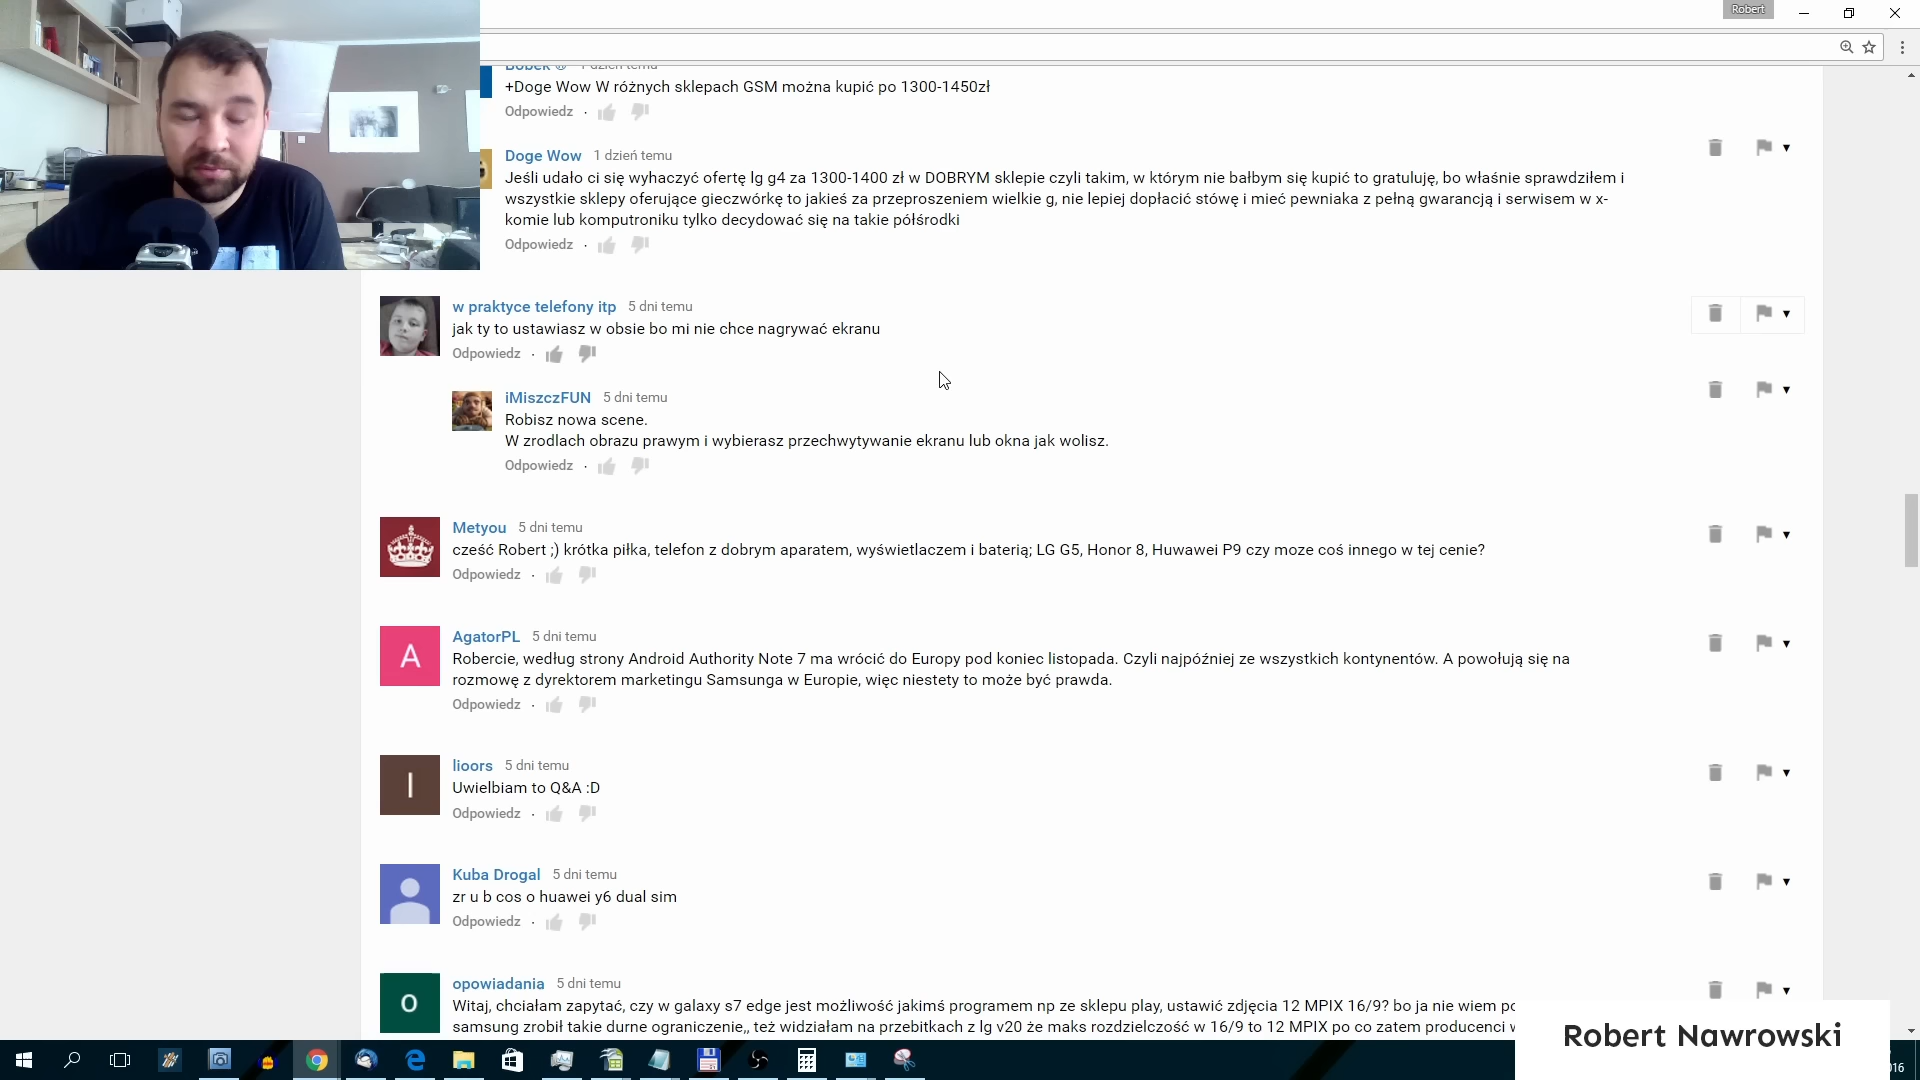 Robert
Bobek ® 1 dzień temu
+Doge Wow W różnych sklepach GSM można kupić po 1300-1450zł
Odpowiedz ·
Doge Wow 1 dzień temu
Jeśli udało ci się wyhaczyć ofertę lg g4 za 1300-1400 zł w DOBRYM sklepie czyli takim, w którym nie bałbym się kupić to gratuluję, bo właśnie sprawdziłem i
wszystkie sklepy oferujące gieczwórkę to jakieś za przeproszeniem wielkie g, nie lepiej dopłacić stówę i mieć pewniaka z pełną gwarancją i serwisem w x-
komie lub komputroniku tylko decydować się na takie półśrodki
Odpowiedz ·
w praktyce telefony itp 5 dni temu
jak ty to ustawiasz w obsie bo mi nie chce nagrywać ekranu
Odpowiedz ·
iMiszczFUN 5 dni temu
Robisz nowa scene.
W zrodlach obrazu prawym i wybierasz przechwytywanie ekranu lub okna jak wolisz.
Odpowiedz ·
Metyou 5 dni temu
cześć Robert ;) krótka piłka, telefon z dobrym aparatem, wyświetlaczem i baterią; LG G5, Honor 8, Huwawei P9 czy moze coś innego w tej cenie?
Odpowiedz ·
A
AgatorPL 5 dni temu
Robercie, według strony Android Authority Note 7 ma wrócić do Europy pod koniec listopada. Czyli najpóźniej ze wszystkich kontynentów. A powołują się na
rozmowę z dyrektorem marketingu Samsunga w Europie, więc niestety to może być prawda.
Odpowiedz ·
l
lioors 5 dni temu
Uwielbiam to Q&A :D
Odpowiedz ·
Kuba Drogal 5 dni temu
zr u b cos o huawei y6 dual sim
Odpowiedz ·
o
opowiadania 5 dni temu
Witaj, chciałam zapytać, czy w galaxy s7 edge jest możliwość jakimś programem np ze sklepu play, ustawić zdjęcia 12 MPIX 16/9? bo ja nie wiem po
samsung zrobił takie durne ograniczenie,, też widziałam na przebitkach z lg v20 że maks rozdzielczość w 16/9 to 12 MPIX po co zatem producenci w
Robert Nawrowski
016